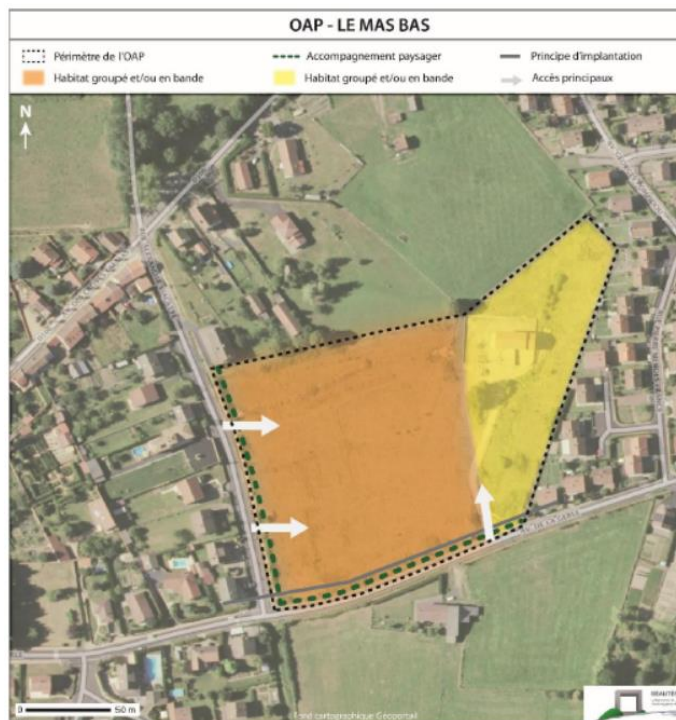 OAP - LE MAS BAS
Périmètre de l'OAP
Accompagnement paysager
Principe d'implantation
Habitat groupé et/ou en bande
Habitat groupé et/ou en bande
Accès principaux
N
0
50 m
Fond cartographique Géoportail